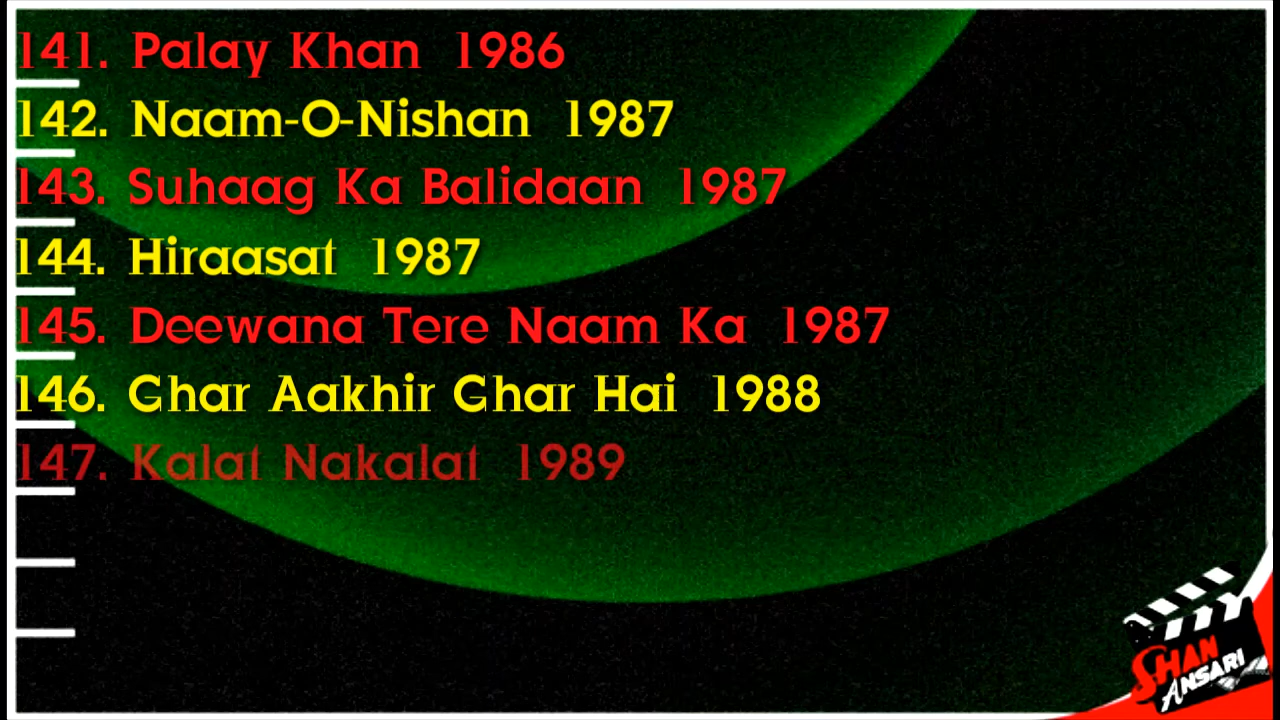 141. Palay Khan 1986
142. Naam-O-Nishan 1987
143. Suhaag Ka Balidaan 1987
144. Hiraasat 1987
145. Deewana Tere Naam Ka 1987
146. Ghar Aakhir Ghar Hai 1988
147. Kalat Nakalat 1989
SHAN
ANSARI